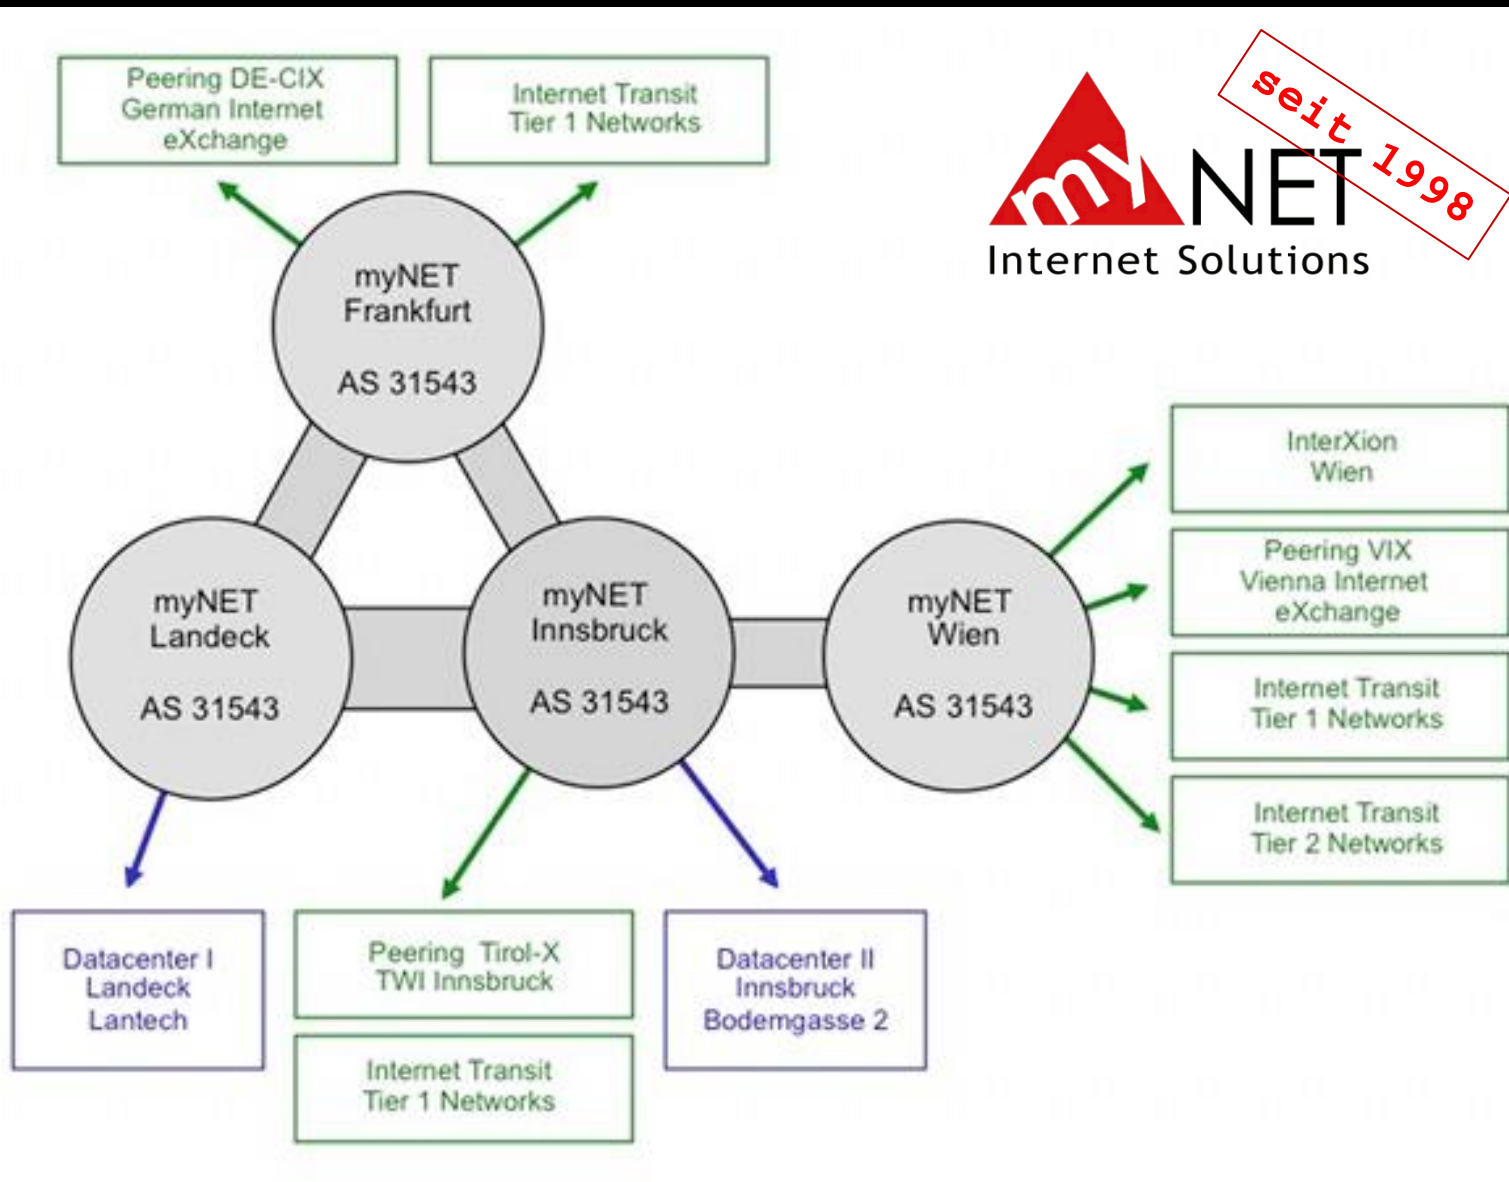 Peering DE-CIX
German Internet
eXchange
Internet Transit
Tier 1 Networks
my NET
Internet Solutions
seit 1998
myNET
Frankfurt
AS 31543
myNET
Landeck
AS 31543
myNET
Innsbruck
AS 31543
myNET
Wien
AS 31543
InterXion
Wien
Peering VIX
Vienna Internet
eXchange
Internet Transit
Tier 1 Networks
Internet Transit
Tier 2 Networks
Datacenter I
Landeck
Lantech
Peering Tirol-X
TWI Innsbruck
Internet Transit
Tier 1 Networks
Datacenter II
Innsbruck
Bodemgasse 2